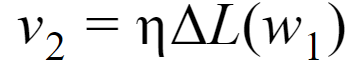 v₂ = ηΔL(w₁)